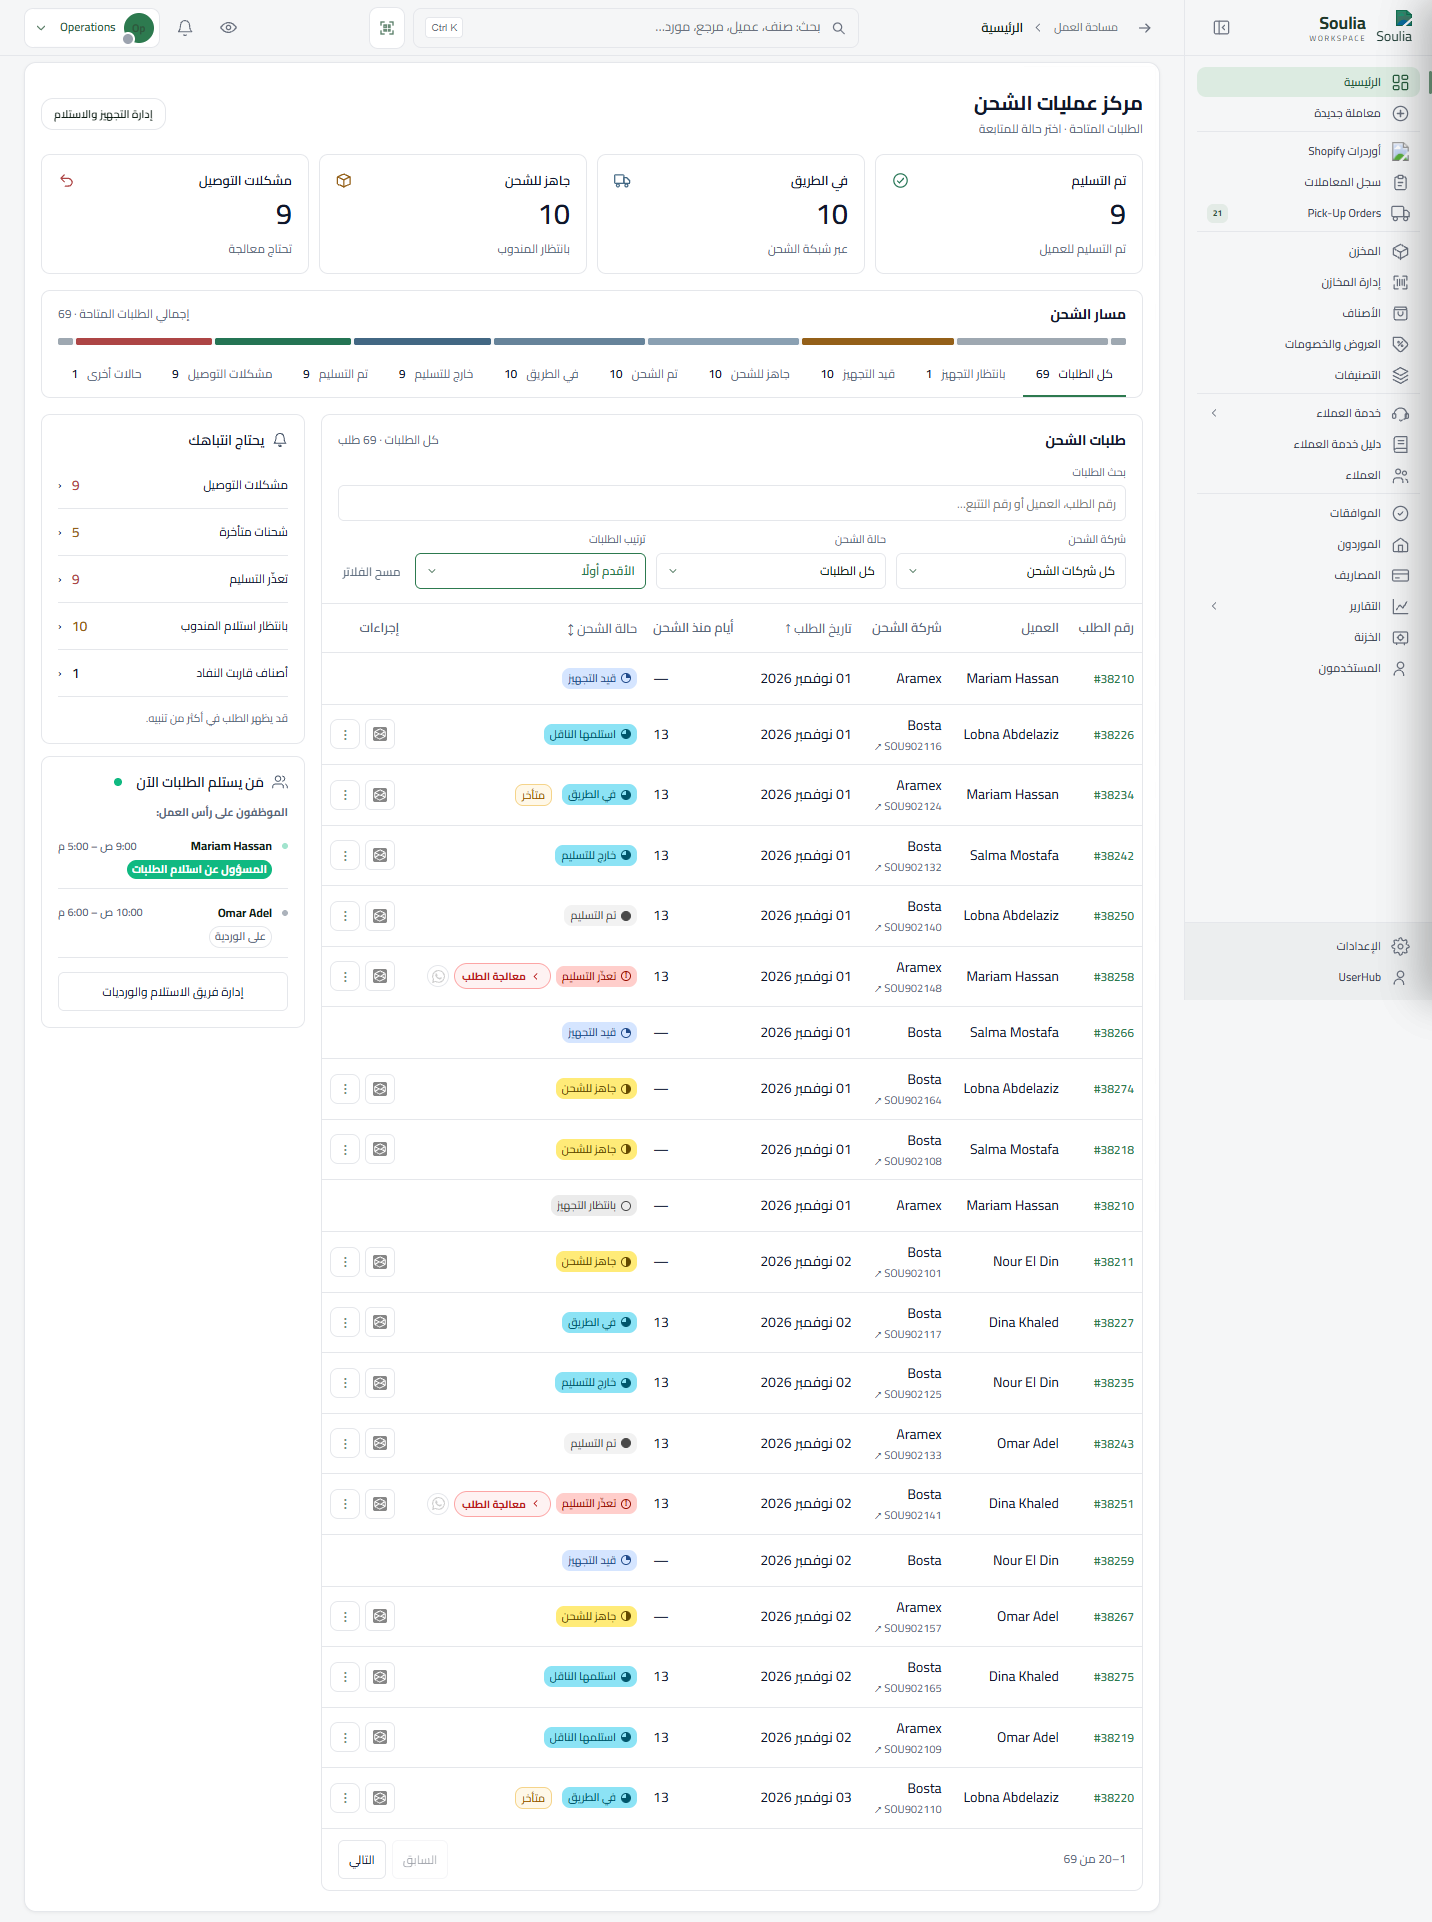 Soulia
Soulia
WORKSPACE
الرئيسية
معاملة جديدة
أوردرات Shopify
سجل المعاملات
Pick-Up Orders
21
المخزن
إدارة المخازن
الأصناف
العروض والخصومات
التصنيفات
خدمة العملاء
دليل خدمة العملاء
العملاء
الموافقات
الموردون
المصاريف
التقارير
الخزنة
المستخدمون
الإعدادات
UserHub
مساحة العمل
الرئيسية
بحث: صنف، عميل، مرجع، مورد...
Ctrl K
Operations
مركز عمليات الشحن
الطلبات المتاحة · اختر حالة للمتابعة
إدارة التجهيز والاستلام
تم التسليم
9
تم التسليم للعميل
في الطريق
10
عبر شبكة الشحن
جاهز للشحن
10
بانتظار المندوب
مشكلات التوصيل
9
تحتاج معالجة
مسار الشحن
إجمالي الطلبات المتاحة · 69
كل الطلبات 69
بانتظار التجهيز 1
قيد التجهيز 10
جاهز للشحن 10
تم الشحن 10
في الطريق 10
خارج للتسليم 9
تم التسليم 9
مشكلات التوصيل 9
حالات أخرى 1
طلبات الشحن
كل الطلبات · 69 طلب
بحث الطلبات
رقم الطلب، العميل أو رقم التتبع...
شركة الشحن
كل شركات الشحن
حالة الشحن
كل الطلبات
ترتيب الطلبات
الأقدم أولًا
مسح الفلاتر
رقم الطلب العميل شركة الشحن تاريخ الطلب ↑ أيام منذ الشحن حالة الشحن ↕ إجراءات
#38210 Mariam Hassan Aramex 01 نوفمبر 2026 — قيد التجهيز
#38226 Lobna Abdelaziz Bosta SOU902116 ↗ 01 نوفمبر 2026 13 استلمها الناقل
#38234 Mariam Hassan Aramex SOU902124 ↗ 01 نوفمبر 2026 13 في الطريق متأخر
#38242 Salma Mostafa Bosta SOU902132 ↗ 01 نوفمبر 2026 13 خارج للتسليم
#38250 Lobna Abdelaziz Bosta SOU902140 ↗ 01 نوفمبر 2026 13 تم التسليم
#38258 Mariam Hassan Aramex SOU902148 ↗ 01 نوفمبر 2026 13 تعذّر التسليم معالجة الطلب
#38266 Salma Mostafa Bosta 01 نوفمبر 2026 — قيد التجهيز
#38274 Lobna Abdelaziz Bosta SOU902164 ↗ 01 نوفمبر 2026 — جاهز للشحن
#38218 Salma Mostafa Bosta SOU902108 ↗ 01 نوفمبر 2026 — جاهز للشحن
#38210 Mariam Hassan Aramex 01 نوفمبر 2026 — بانتظار التجهيز
#38211 Nour El Din Bosta SOU902101 ↗ 02 نوفمبر 2026 — جاهز للشحن
#38227 Dina Khaled Bosta SOU902117 ↗ 02 نوفمبر 2026 13 في الطريق
#38235 Nour El Din Bosta SOU902125 ↗ 02 نوفمبر 2026 13 خارج للتسليم
#38243 Omar Adel Aramex SOU902133 ↗ 02 نوفمبر 2026 13 تم التسليم
#38251 Dina Khaled Bosta SOU902141 ↗ 02 نوفمبر 2026 13 تعذّر التسليم معالجة الطلب
#38259 Nour El Din Bosta 02 نوفمبر 2026 — قيد التجهيز
#38267 Omar Adel Aramex SOU902157 ↗ 02 نوفمبر 2026 — جاهز للشحن
#38275 Dina Khaled Bosta SOU902165 ↗ 02 نوفمبر 2026 13 استلمها الناقل
#38219 Omar Adel Aramex SOU902109 ↗ 02 نوفمبر 2026 13 استلمها الناقل
#38220 Lobna Abdelaziz Bosta SOU902110 ↗ 03 نوفمبر 2026 13 في الطريق متأخر
1–20 من 69
السابق
التالي
يحتاج انتباهك
مشكلات التوصيل 9
شحنات متأخرة 5
تعذّر التسليم 9
بانتظار استلام المندوب 10
أصناف قاربت النفاد 1
قد يظهر الطلب في أكثر من تنبيه.
مَن يستلم الطلبات الآن
الموظفون على رأس العمل:
Mariam Hassan 9:00 ص – 5:00 م
المسؤول عن استلام الطلبات
Omar Adel 10:00 ص – 6:00 م
على الوردية
إدارة فريق الاستلام والورديات